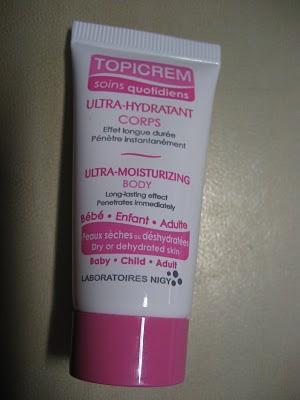 TOPICREM
soins quotidiens
ULTRA-HYDRATANT
CORPS
Effet longue durée
Pénètre instantanément
ULTRA-MOISTURIZING
BODY
Long-lasting effect
Penetrates immediately
Bébé • Enfant • Adulte
Peaux sèches ou déshydratées
Dry or dehydrated skin
Baby • Child • Adult
LABORATOIRES NIGY